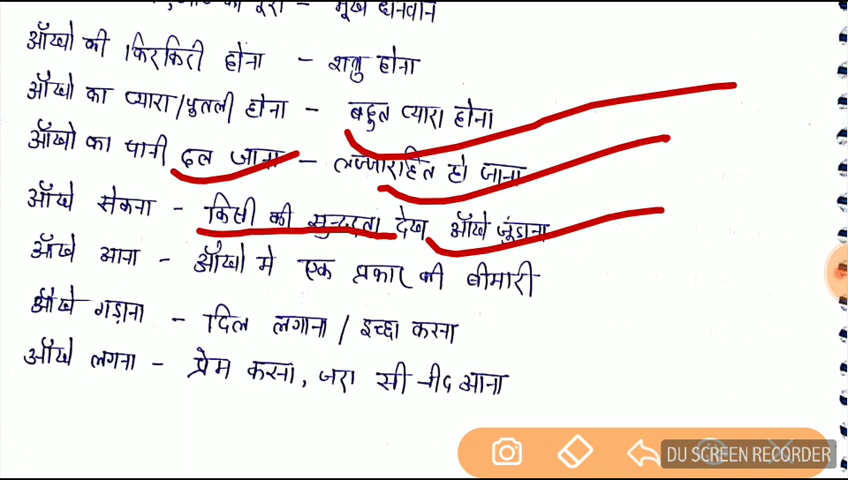 का पूरा - मूर्ख धनवान
आँखो की किरकिरी होना - शत्रु होना
आँखो का प्यारा/पुतली होना - बहुत प्यारा होना
आँखो का पानी ढल जाना - लज्जारहित हो जाना
आँखे सेकना - किसी की सुन्दरता देख आँखे जुड़ाना
आँखे आना - आँखो मे एक प्रकार की बीमारी
आँखे गड़ाना - दिल लगाना / इच्छा करना
आँखे लगना - प्रेम करना, जरा सी नींद आना
DU SCREEN RECORDER